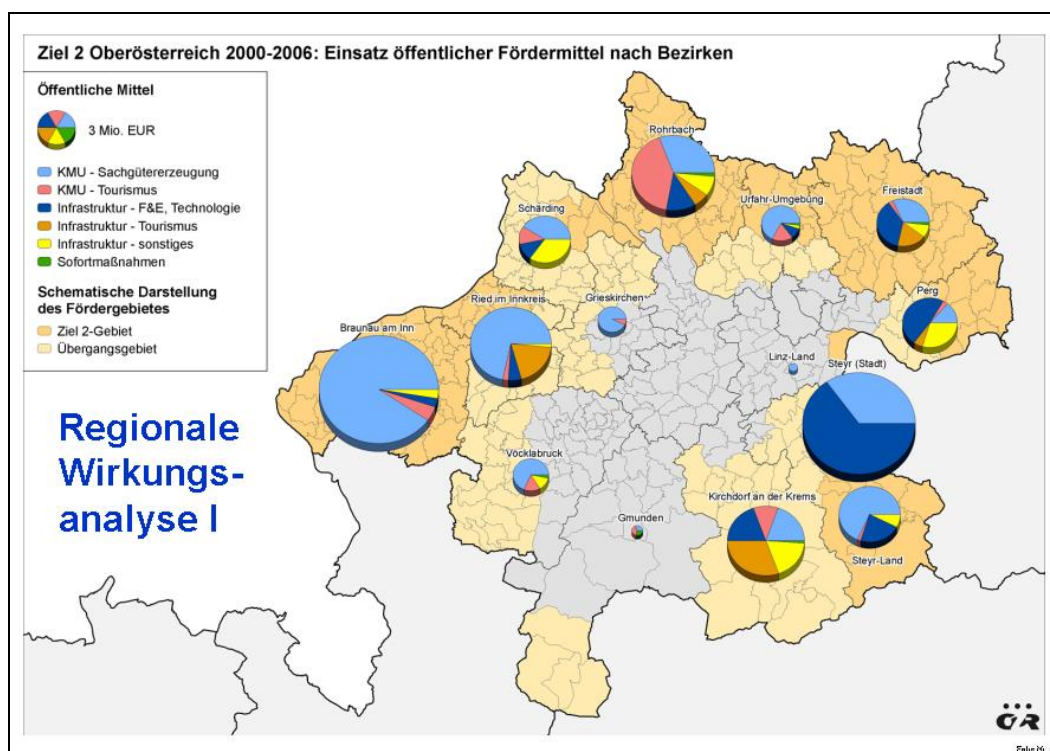 Ziel 2 Oberösterreich 2000-2006: Einsatz öffentlicher Fördermittel nach Bezirken
Öffentliche Mittel
3 Mio. EUR
KMU - Sachgütererzeugung
KMU - Tourismus
Infrastruktur - F&E, Technologie
Infrastruktur - Tourismus
Infrastruktur - sonstiges
Sofortmaßnahmen
Schematische Darstellung
des Fördergebietes
Ziel 2-Gebiet
Übergangsgebiet
Regionale
Wirkungs-
analyse I
Rohrbach
Urfahr-Umgebung
Freistadt
Schärding
Perg
Ried im Innkreis
Grieskirchen
Braunau am Inn
Linz-Land
Steyr (Stadt)
Vöcklabruck
Kirchdorf an der Krems
Gmunden
Steyr-Land